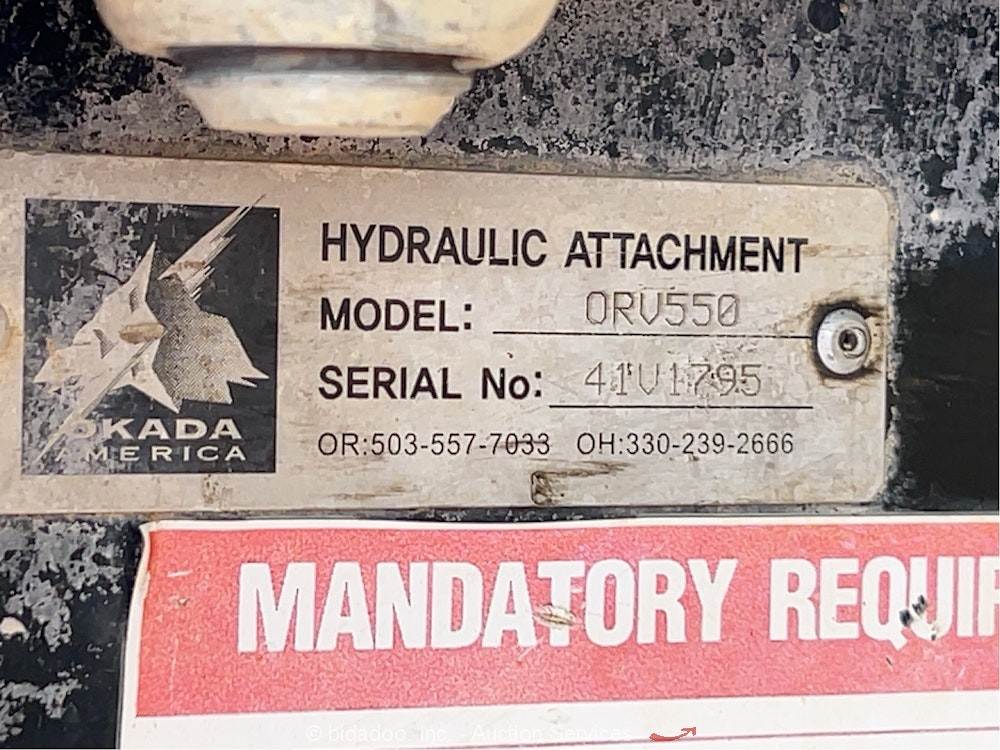 HYDRAULIC ATTACHMENT
MODEL: ORV550
SERIAL No: 41V1795
OR:503-557-7033 OH:330-239-2666
OKADA
AMERICA
MANDATORY REQUIR
© bidadoo, Inc. - Auction Services